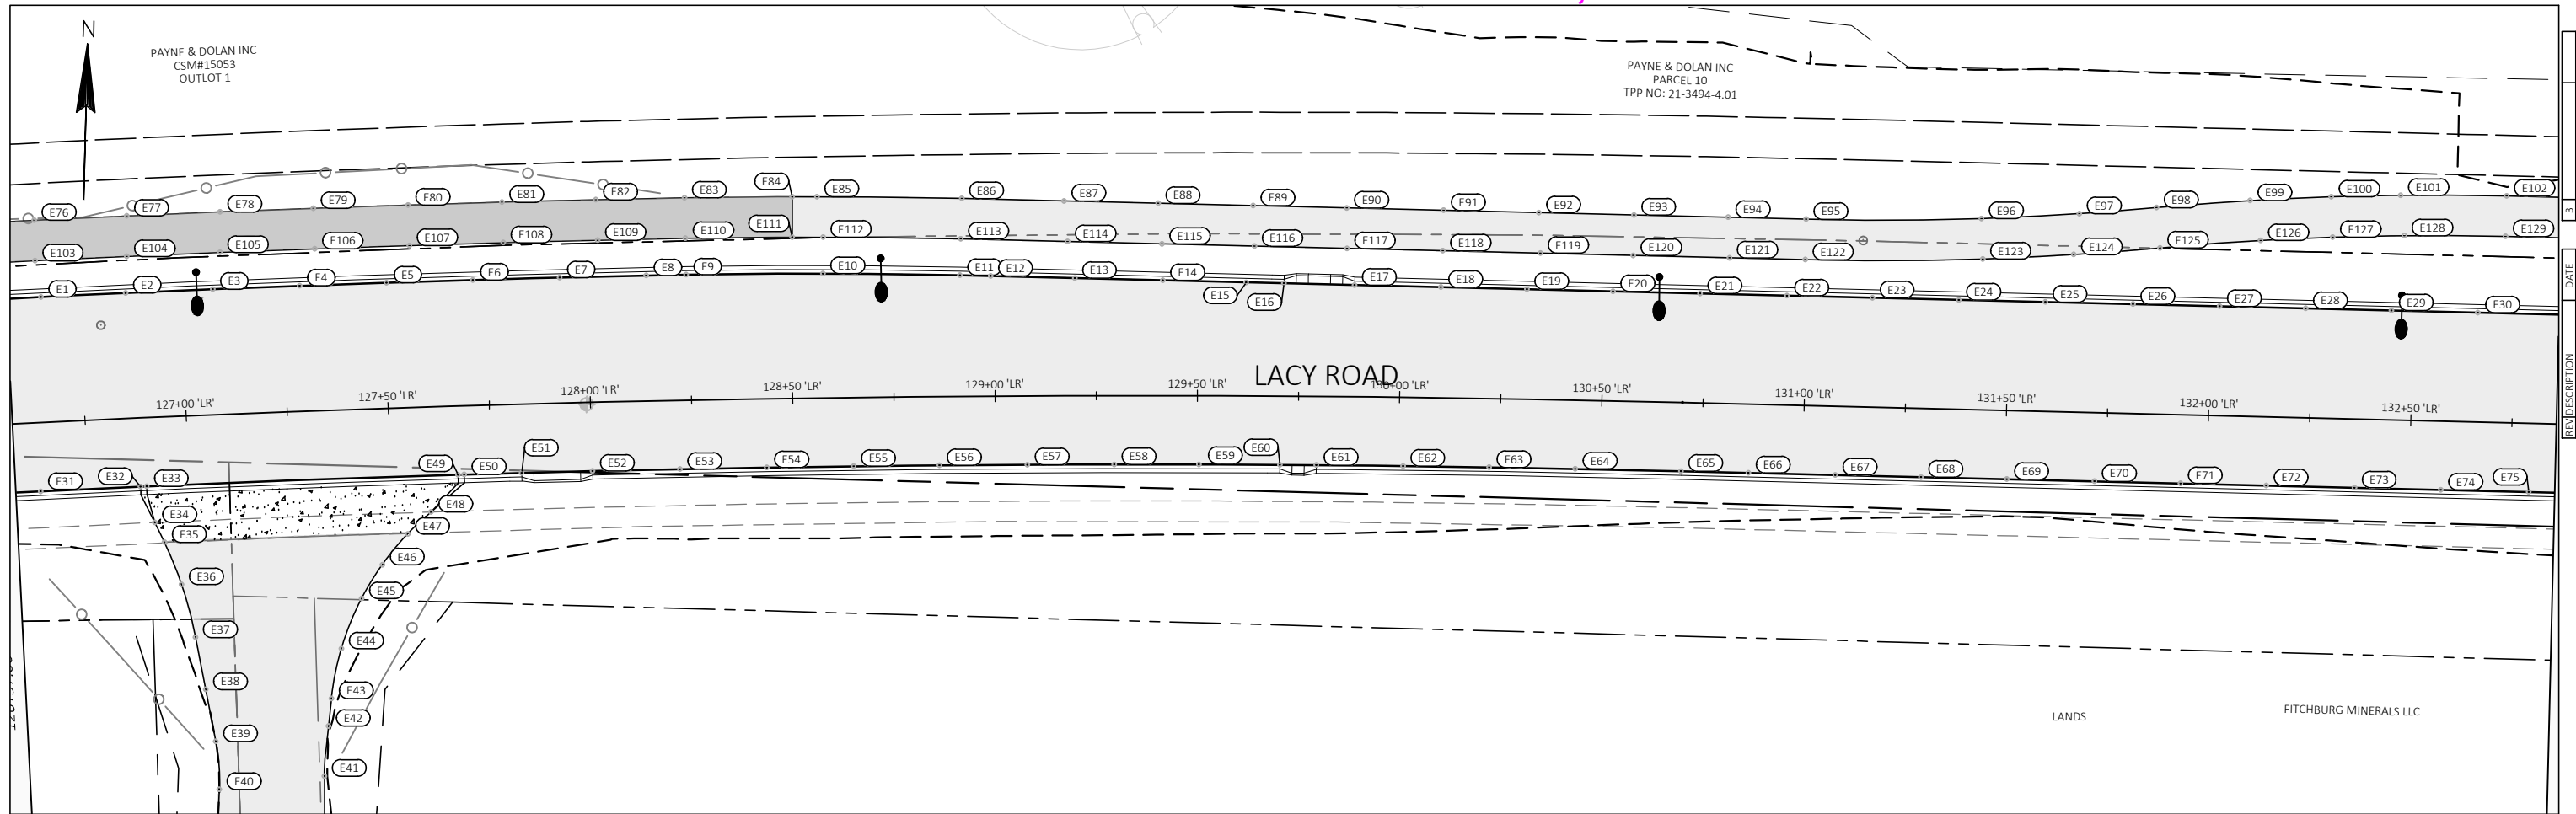 N
PAYNE & DOLAN INC
CSM#15053
OUTLOT 1
PAYNE & DOLAN INC
PARCEL 10
TPP NO: 21-3494-4.01
E76 E77 E78 E79 E80 E81 E82 E83 E84 E85 E86 E87 E88 E89 E90 E91 E92 E93 E94 E95 E96 E97 E98 E99 E100 E101 E102
E103 E104 E105 E106 E107 E108 E109 E110 E111 E112 E113 E114 E115 E116 E117 E118 E119 E120 E121 E122 E123 E124 E125 E126 E127 E128 E129
E1 E2 E3 E4 E5 E6 E7 E8 E9 E10 E11 E12 E13 E14 E15 E16 E17 E18 E19 E20 E21 E22 E23 E24 E25 E26 E27 E28 E29 E30
LACY ROAD
127+00 'LR' 127+50 'LR' 128+00 'LR' 128+50 'LR' 129+00 'LR' 129+50 'LR' 130+00 'LR' 130+50 'LR' 131+00 'LR' 131+50 'LR' 132+00 'LR' 132+50 'LR'
E31 E32 E33 E49 E50 E51 E52 E53 E54 E55 E56 E57 E58 E59 E60 E61 E62 E63 E64 E65 E66 E67 E68 E69 E70 E71 E72 E73 E74 E75
E34 E48
E35 E47
E36 E46
E45
E37 E44
E38 E43
E42
E39
E40 E41
LANDS
FITCHBURG MINERALS LLC
3
DATE
DESCRIPTION
REV